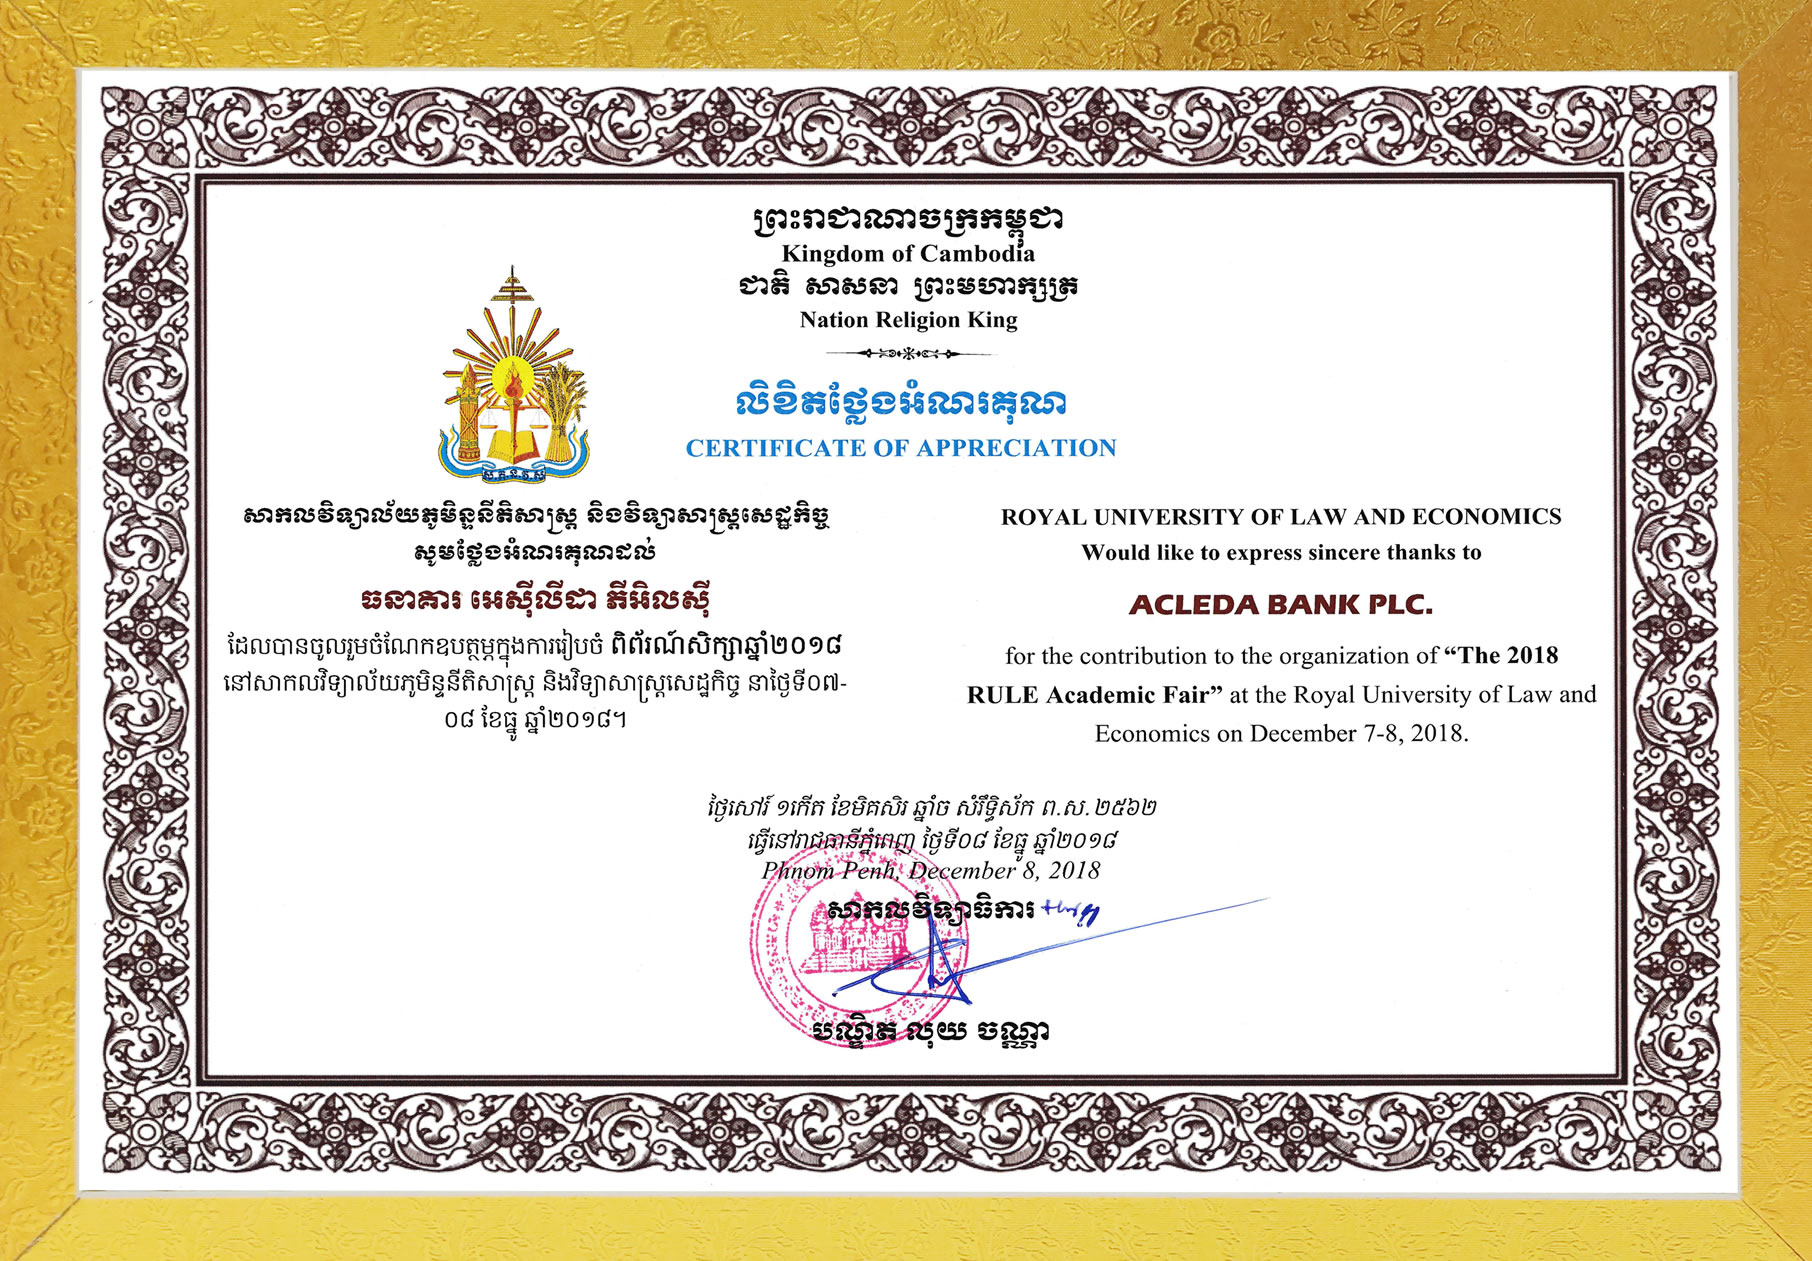 ព្រះរាជាណាចក្រកម្ពុជា
Kingdom of Cambodia
ជាតិ សាសនា ព្រះមហាក្សត្រ
Nation Religion King
លិខិតថ្លែងអំណរគុណ
CERTIFICATE OF APPRECIATION
ស.ភ.ន.វ.ស
សាកលវិទ្យាល័យភូមិន្ទនីតិសាស្ត្រ និងវិទ្យាសាស្ត្រសេដ្ឋកិច្ច
សូមថ្លែងអំណរគុណដល់
ធនាគារ អេស៊ីលីដា ភីអិលស៊ី
ដែលបានចូលរួមចំណែកឧបត្ថម្ភក្នុងការរៀបចំ ពិព័រណ៍សិក្សាឆ្នាំ២០១៨
នៅសាកលវិទ្យាល័យភូមិន្ទនីតិសាស្ត្រ និងវិទ្យាសាស្ត្រសេដ្ឋកិច្ច នាថ្ងៃទី០៧-
០៨ ខែធ្នូ ឆ្នាំ២០១៨។
ROYAL UNIVERSITY OF LAW AND ECONOMICS
Would like to express sincere thanks to
ACLEDA BANK PLC.
for the contribution to the organization of “The 2018
RULE Academic Fair” at the Royal University of Law and
Economics on December 7-8, 2018.
ថ្ងៃសៅរ៍ ១កើត ខែមិគសិរ ឆ្នាំច សំរឹទ្ធិស័ក ព.ស.២៥៦២
ធ្វើនៅរាជធានីភ្នំពេញ ថ្ងៃទី០៨ ខែធ្នូ ឆ្នាំ២០១៨
Phnom Penh, December 8, 2018
សាកលវិទ្យាធិការ
បណ្ឌិត លុយ ចណ្ណា